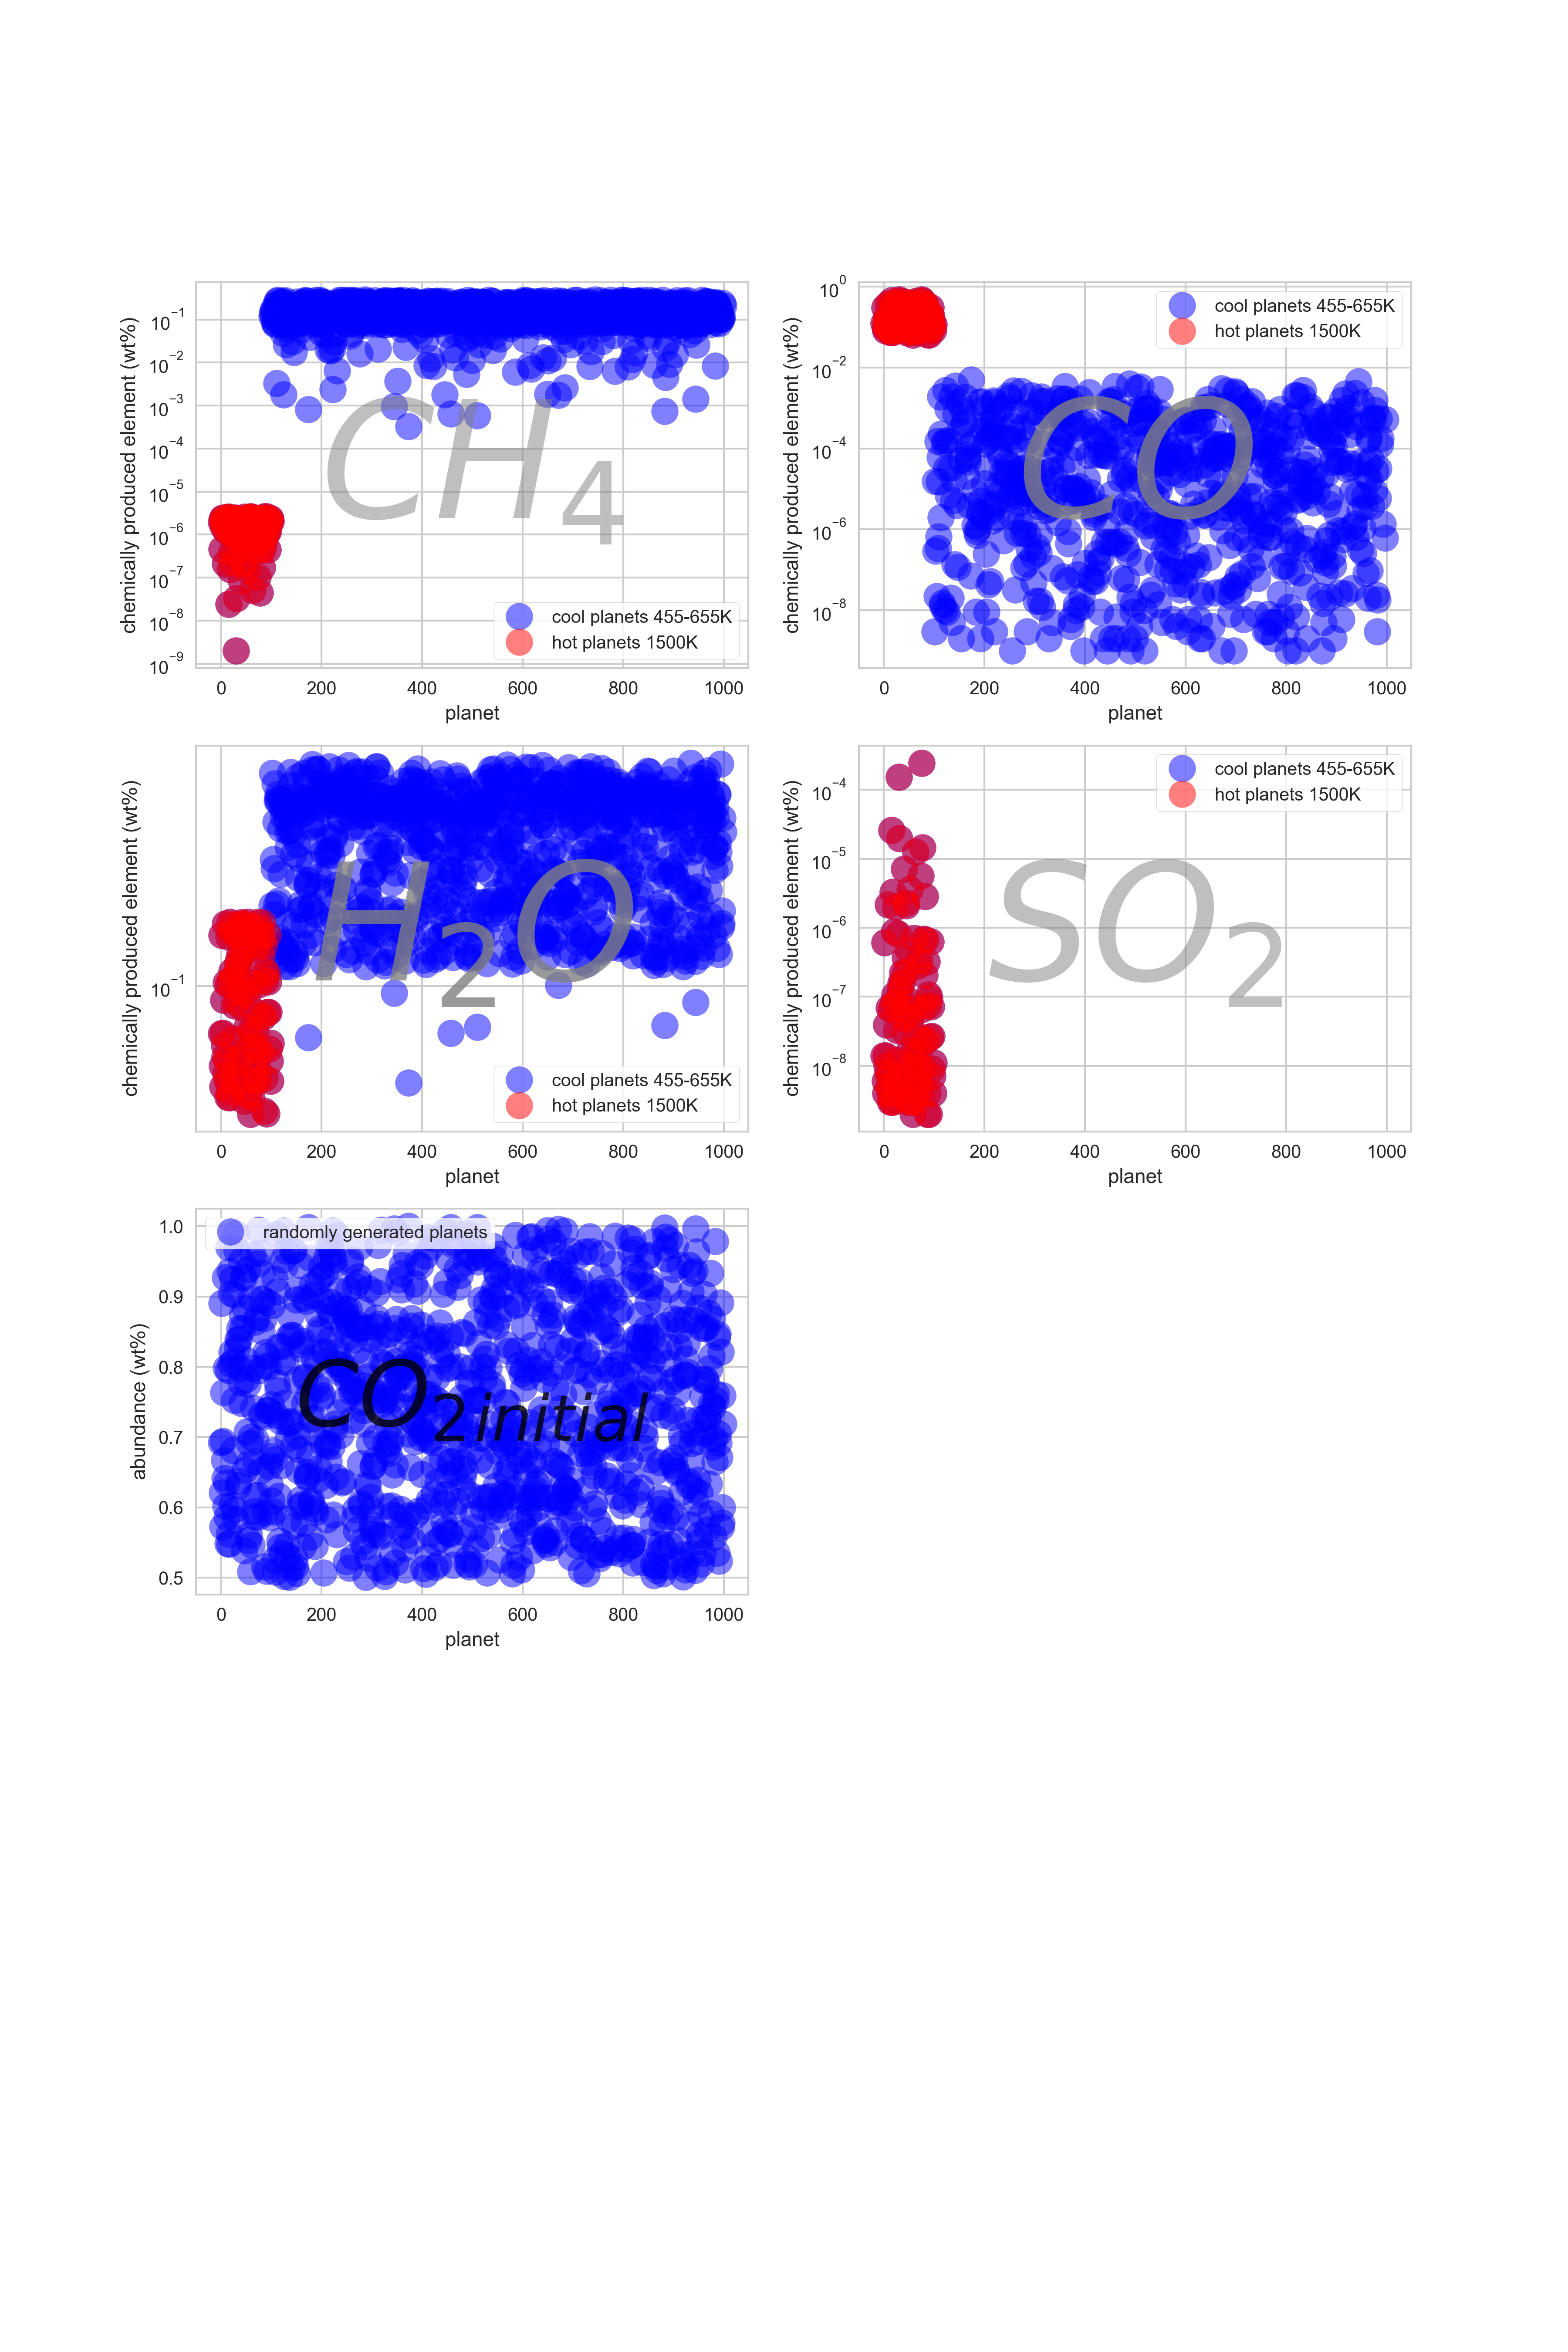 10⁻¹
10⁻²
10⁻³
10⁻⁴
10⁻⁵
10⁻⁶
10⁻⁷
10⁻⁸
10⁻⁹
chemically produced element (wt%)
CH₄
cool planets 455-655K
hot planets 1500K
0 200 400 600 800 1000
planet
10⁰
10⁻²
10⁻⁴
10⁻⁶
10⁻⁸
chemically produced element (wt%)
cool planets 455-655K
hot planets 1500K
CO
0 200 400 600 800 1000
planet
10⁻¹
chemically produced element (wt%)
H₂O
cool planets 455-655K
hot planets 1500K
0 200 400 600 800 1000
planet
10⁻⁴
10⁻⁵
10⁻⁶
10⁻⁷
10⁻⁸
chemically produced element (wt%)
cool planets 455-655K
hot planets 1500K
SO₂
0 200 400 600 800 1000
planet
1.0
0.9
0.8
0.7
0.6
0.5
abundance (wt%)
randomly generated planets
CO₂initial
0 200 400 600 800 1000
planet